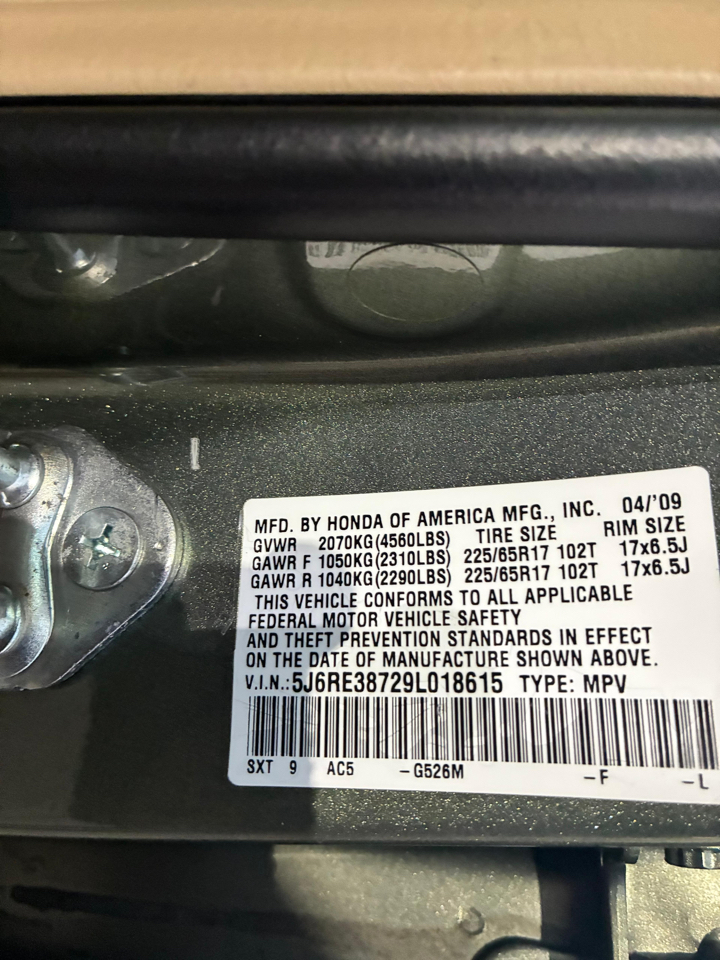 MFD. BY HONDA OF AMERICA MFG., INC. 04/'09
GVWR 2070KG(4560LBS) TIRE SIZE RIM SIZE
GAWR F 1050KG(2310LBS) 225/65R17 102T 17x6.5J
GAWR R 1040KG(2290LBS) 225/65R17 102T 17x6.5J
THIS VEHICLE CONFORMS TO ALL APPLICABLE
FEDERAL MOTOR VEHICLE SAFETY
AND THEFT PREVENTION STANDARDS IN EFFECT
ON THE DATE OF MANUFACTURE SHOWN ABOVE.
V.I.N.: 5J6RE38729L018615 TYPE: MPV
SXT 9 AC5 -G526M -F -L